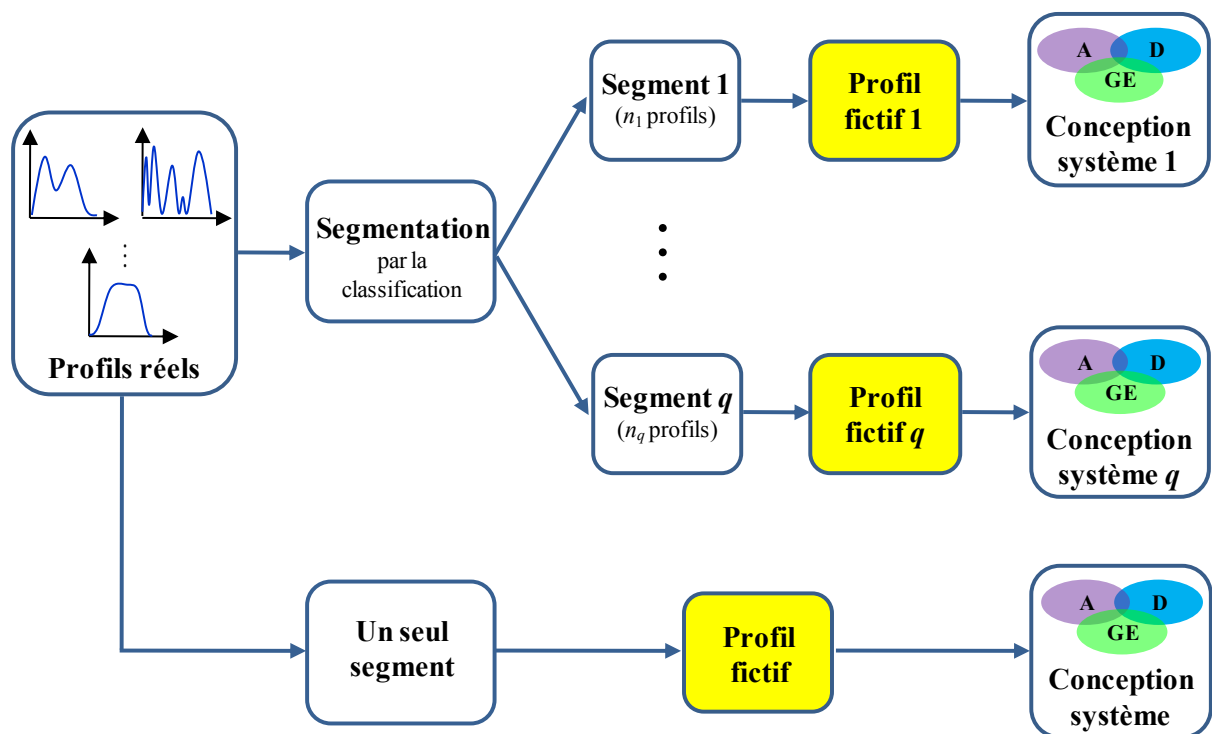 Profils réels
Segmentation
par la
classification
Segment 1
(n1 profils)
Profil
fictif 1
A
D
GE
Conception
système 1
Segment q
(nq profils)
Profil
fictif q
A
D
GE
Conception
système q
Un seul
segment
Profil
fictif
A
D
GE
Conception
système